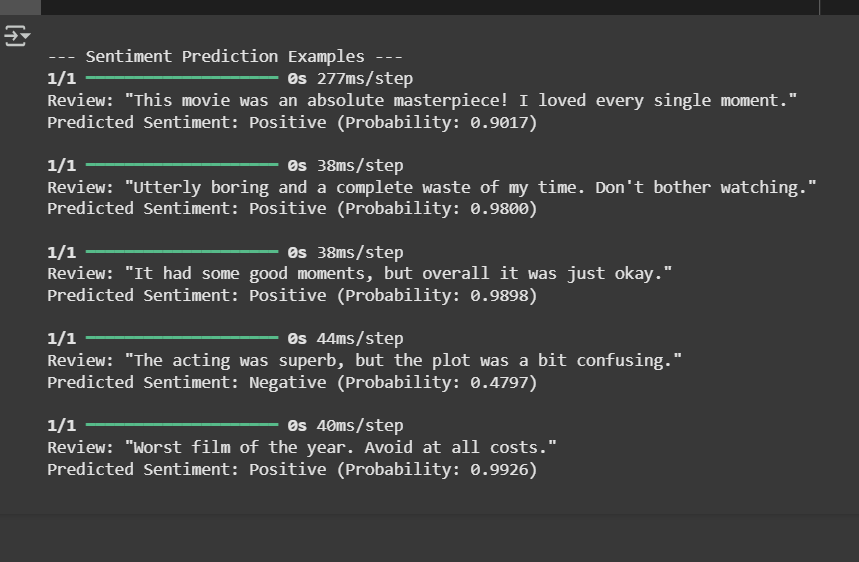 --- Sentiment Prediction Examples ---
1/1 ━━━━━━━━━━━━━━━━━━━━ 0s 277ms/step
Review: "This movie was an absolute masterpiece! I loved every single moment."
Predicted Sentiment: Positive (Probability: 0.9017)
1/1 ━━━━━━━━━━━━━━━━━━━━ 0s 38ms/step
Review: "Utterly boring and a complete waste of my time. Don't bother watching."
Predicted Sentiment: Positive (Probability: 0.9800)
1/1 ━━━━━━━━━━━━━━━━━━━━ 0s 38ms/step
Review: "It had some good moments, but overall it was just okay."
Predicted Sentiment: Positive (Probability: 0.9898)
1/1 ━━━━━━━━━━━━━━━━━━━━ 0s 44ms/step
Review: "The acting was superb, but the plot was a bit confusing."
Predicted Sentiment: Negative (Probability: 0.4797)
1/1 ━━━━━━━━━━━━━━━━━━━━ 0s 40ms/step
Review: "Worst film of the year. Avoid at all costs."
Predicted Sentiment: Positive (Probability: 0.9926)